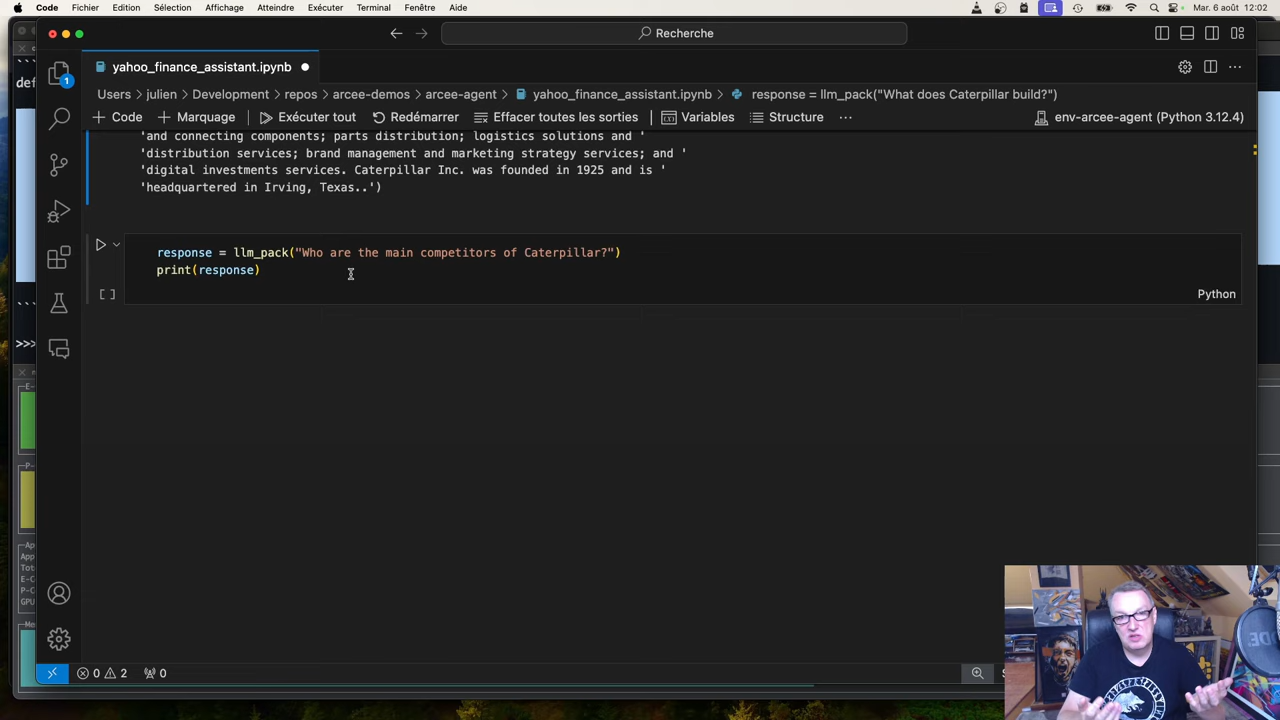 Code Fichier Edition Sélection Affichage Atteindre Exécuter Terminal Fenêtre Aide Mar. 6 août 12:02
Recherche
yahoo_finance_assistant.ipynb
1
Users julien Development repos arcee-demos arcee-agent yahoo_finance_assistant.ipynb response = llm_pack("What does Caterpillar build?")
Code Marquage Exécuter tout Redémarrer Effacer toutes les sorties Variables Structure ··· env-arcee-agent (Python 3.12.4)
'and connecting components; parts distribution; logistics solutions and '
'distribution services; brand management and marketing strategy services; and '
'digital investments services. Caterpillar Inc. was founded in 1925 and is '
'headquartered in Irving, Texas..')
response = llm_pack("Who are the main competitors of Caterpillar?")
print(response)
[ ] Python
0 2 0
```
def
```
>>>